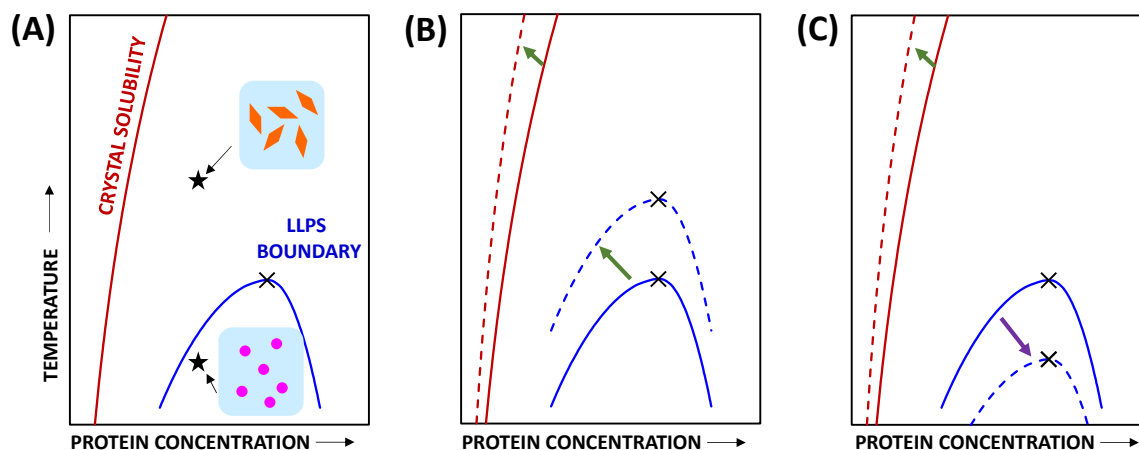 (A)
CRYSTAL SOLUBILITY
LLPS
BOUNDARY
TEMPERATURE
PROTEIN CONCENTRATION
(B)
PROTEIN CONCENTRATION
(C)
PROTEIN CONCENTRATION